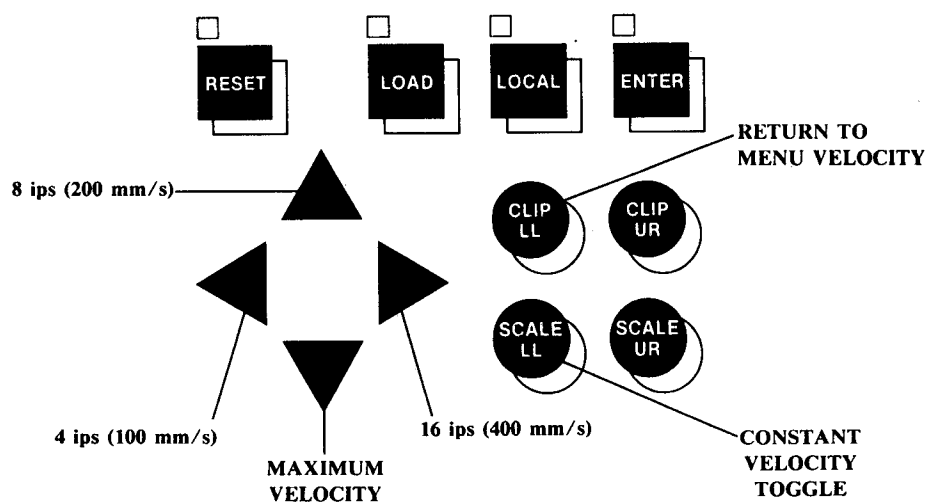 RESET
LOAD
LOCAL
ENTER
RETURN TO
MENU VELOCITY
8 ips (200 mm/s)
CLIP
LL
CLIP
UR
SCALE
LL
SCALE
UR
4 ips (100 mm/s)
16 ips (400 mm/s)
MAXIMUM
VELOCITY
CONSTANT
VELOCITY
TOGGLE